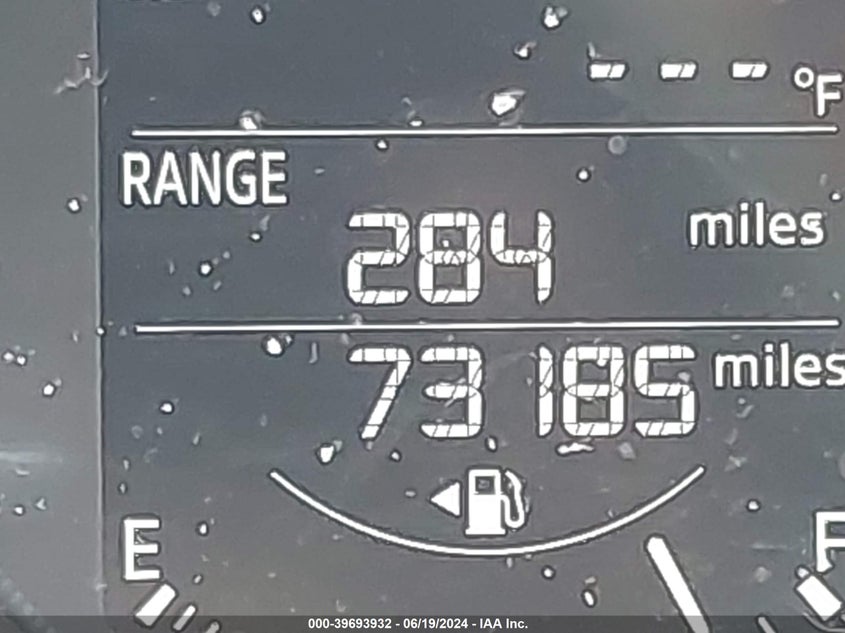 --- °F
RANGE
284 miles
73185 miles
E F
000-39693932 - 06/19/2024 - IAA Inc.